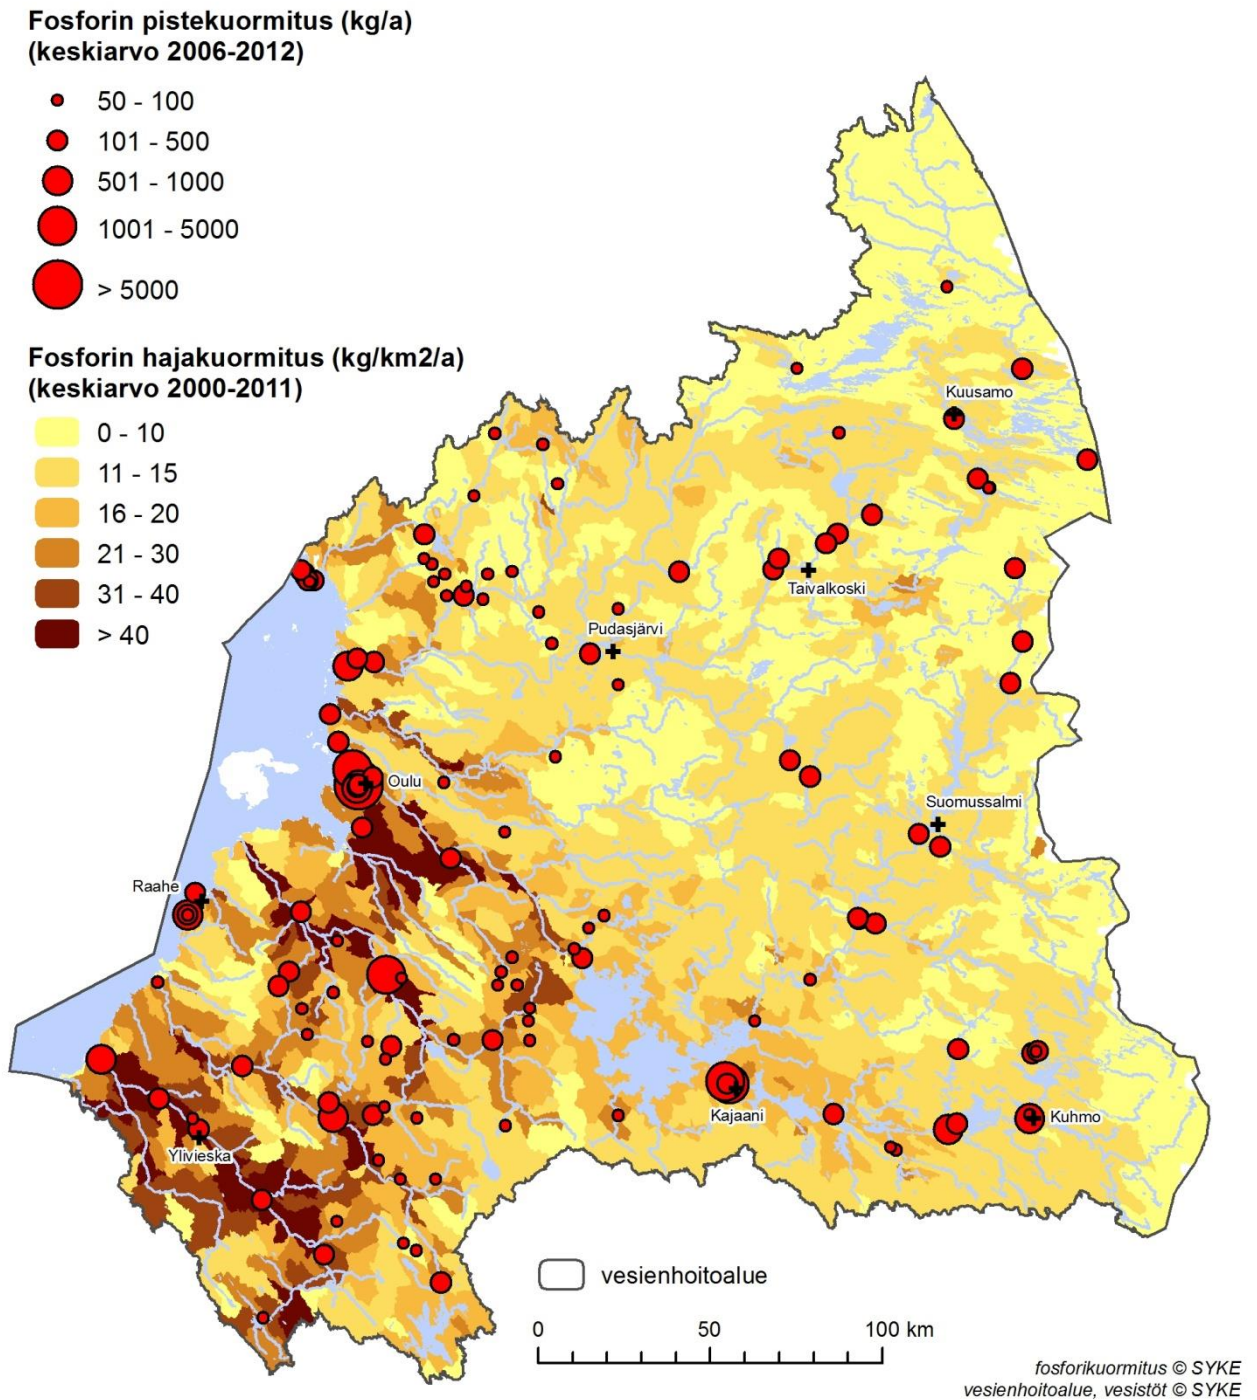 Fosforin pistekuormitus (kg/a)
(keskiarvo 2006-2012)
50 - 100
101 - 500
501 - 1000
1001 - 5000
> 5000
Fosforin hajakuormitus (kg/km2/a)
(keskiarvo 2000-2011)
0 - 10
11 - 15
16 - 20
21 - 30
31 - 40
> 40
Kuusamo
Taivalkoski
Pudasjärvi
Oulu
Suomussalmi
Raahe
Kajaani
Kuhmo
Ylivieska
vesienhoitoalue
0 50 100 km
fosforikuormitus © SYKE
vesienhoitoalue, vesistöt © SYKE